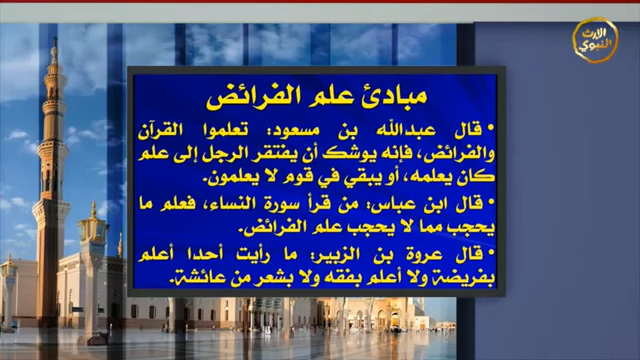 الإرث
النبوي
مبادئ علم الفرائض
• قال عبدالله بن مسعود: تعلموا القرآن
والفرائض، فإنه يوشك أن يفتقر الرجل إلى علم
كان يعلمه، أو يبقي في قوم لا يعلمون.
• قال ابن عباس: من قرأ سورة النساء، فعلم ما
يحجب مما لا يحجب علم الفرائض.
• قال عروة بن الزبير: ما رأيت أحدا أعلم
بفريضة ولا أعلم بفقه ولا بشعر من عائشة.